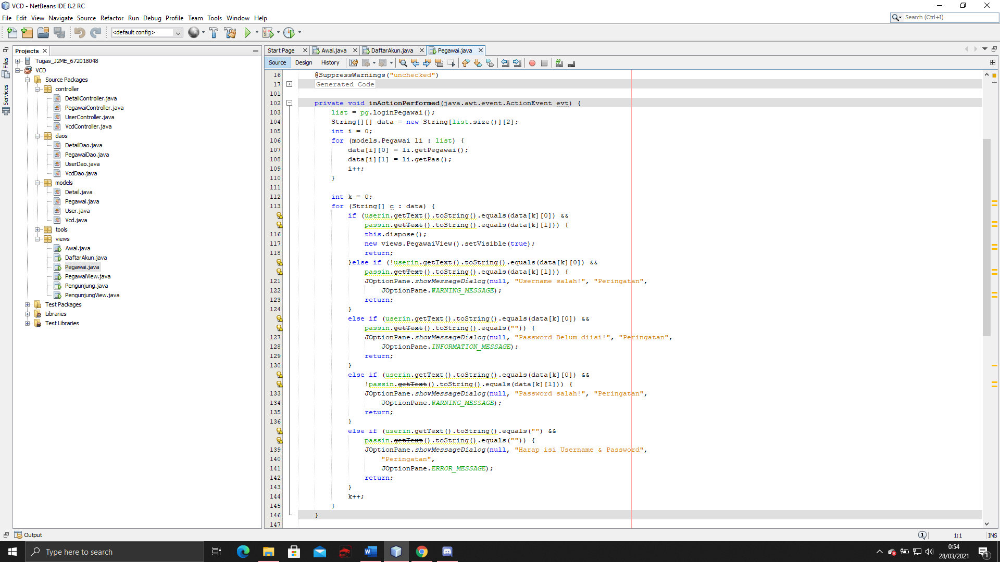 VCD - NetBeans IDE 8.2 RC
File Edit View Navigate Source Refactor Run Debug Profile Team Tools Window Help
Search (Ctrl+I)
<default config>
Files
Services
Projects
Tugas_J2ME_672018048
VCD
Source Packages
controller
DetailController.java
PegawaiController.java
UserController.java
VcdController.java
daos
DetailDao.java
PegawaiDao.java
UserDao.java
VcdDao.java
models
Detail.java
Pegawai.java
User.java
Vcd.java
tools
views
Awal.java
DaftarAkun.java
Pegawai.java
PegawaiView.java
Pengunjung.java
PengunjungView.java
Test Packages
Libraries
Test Libraries
Start Page Awal.java DaftarAkun.java Pegawai.java
Source Design History
16 @SuppressWarnings("unchecked")
17 Generated Code
101
102 private void inActionPerformed(java.awt.event.ActionEvent evt) {
103 list = pg.loginPegawai();
104 String[][] data = new String[list.size()][2];
105 int i = 0;
106 for (models.Pegawai li : list) {
107 data[i][0] = li.getPegawai();
108 data[i][1] = li.getPas();
109 i++;
110 }
111
112 int k = 0;
113 for (String[] c : data) {
if (userin.getText().toString().equals(data[k][0]) &&
passin.getText().toString().equals(data[k][1])) {
116 this.dispose();
117 new views.PegawaiView().setVisible(true);
118 return;
}else if (!userin.getText().toString().equals(data[k][0]) &&
passin.getText().toString().equals(data[k][1])) {
121 JOptionPane.showMessageDialog(null, "Username salah!", "Peringatan",
122 JOptionPane.WARNING_MESSAGE);
123 return;
124 }
else if (userin.getText().toString().equals(data[k][0]) &&
passin.getText().toString().equals("")) {
127 JOptionPane.showMessageDialog(null, "Password Belum diisi!", "Peringatan",
128 JOptionPane.INFORMATION_MESSAGE);
129 return;
130 }
else if (userin.getText().toString().equals(data[k][0]) &&
!passin.getText().toString().equals(data[k][1])) {
133 JOptionPane.showMessageDialog(null, "Password salah!", "Peringatan",
134 JOptionPane.WARNING_MESSAGE);
135 return;
136 }
else if (userin.getText().toString().equals("") &&
passin.getText().toString().equals("")) {
139 JOptionPane.showMessageDialog(null, "Harap isi Username & Password",
140 "Peringatan",
141 JOptionPane.ERROR_MESSAGE);
142 return;
143 }
144 k++;
145 }
146 }
147
Output
1
1:1
INS
Type here to search
0:54
28/03/2021
1